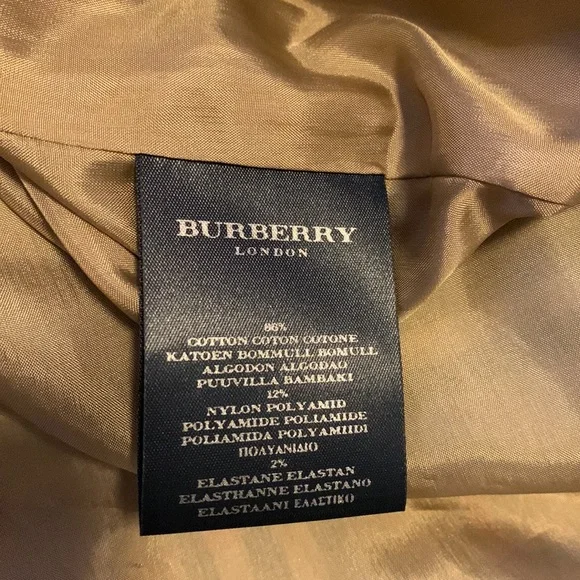 BURBERRY
LONDON
86%
COTTON COTON COTONE
KATOEN BOMMULL BOMULL
ALGODON ALGODAO
PUUVILLA BAMBAKI
12%
NYLON POLYAMID
POLYAMIDE POLIAMIDE
POLIAMIDA POLYAMIIDI
ΠΟΛΥΑΝΙΔΙΟ
2%
ELASTANE ELASTAN
ELASTHANNE ELASTANO
ELASTAANI ΕΛΑΣΤΙΚΟ